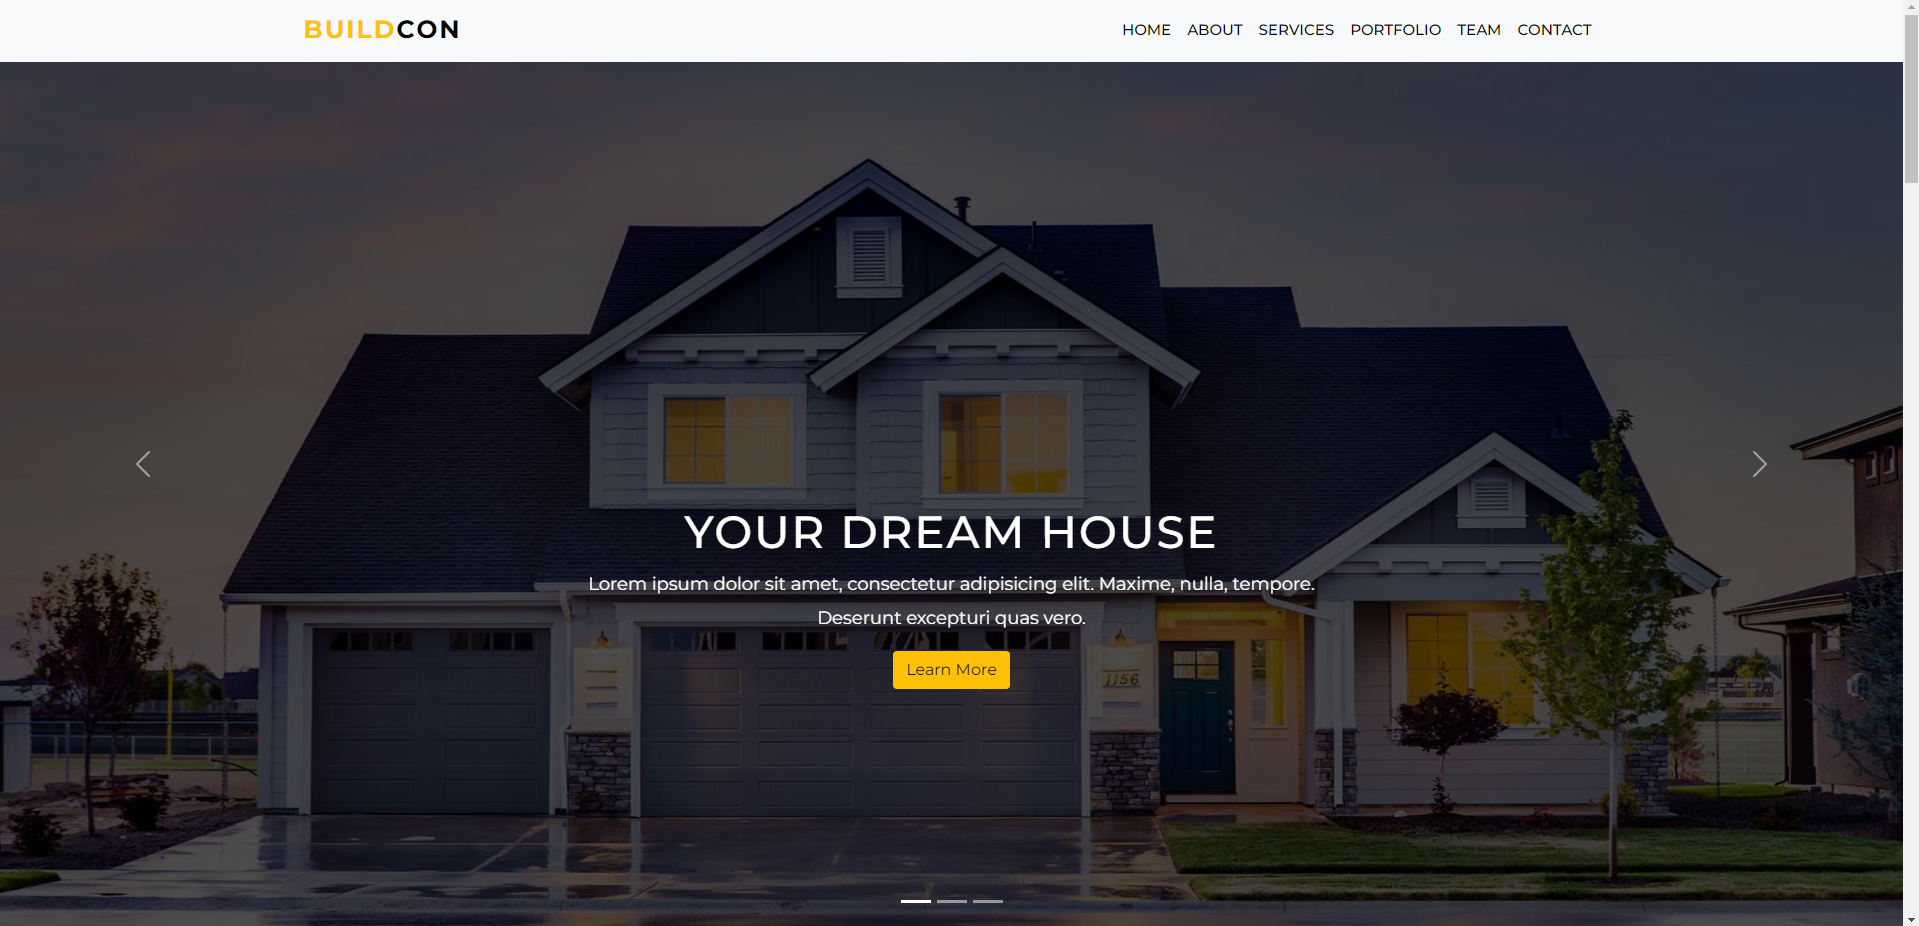 BUILDCON
HOME ABOUT SERVICES PORTFOLIO TEAM CONTACT
YOUR DREAM HOUSE
Lorem ipsum dolor sit amet, consectetur adipisicing elit. Maxime, nulla, tempore.
Deserunt excepturi quas vero.
Learn More
1156